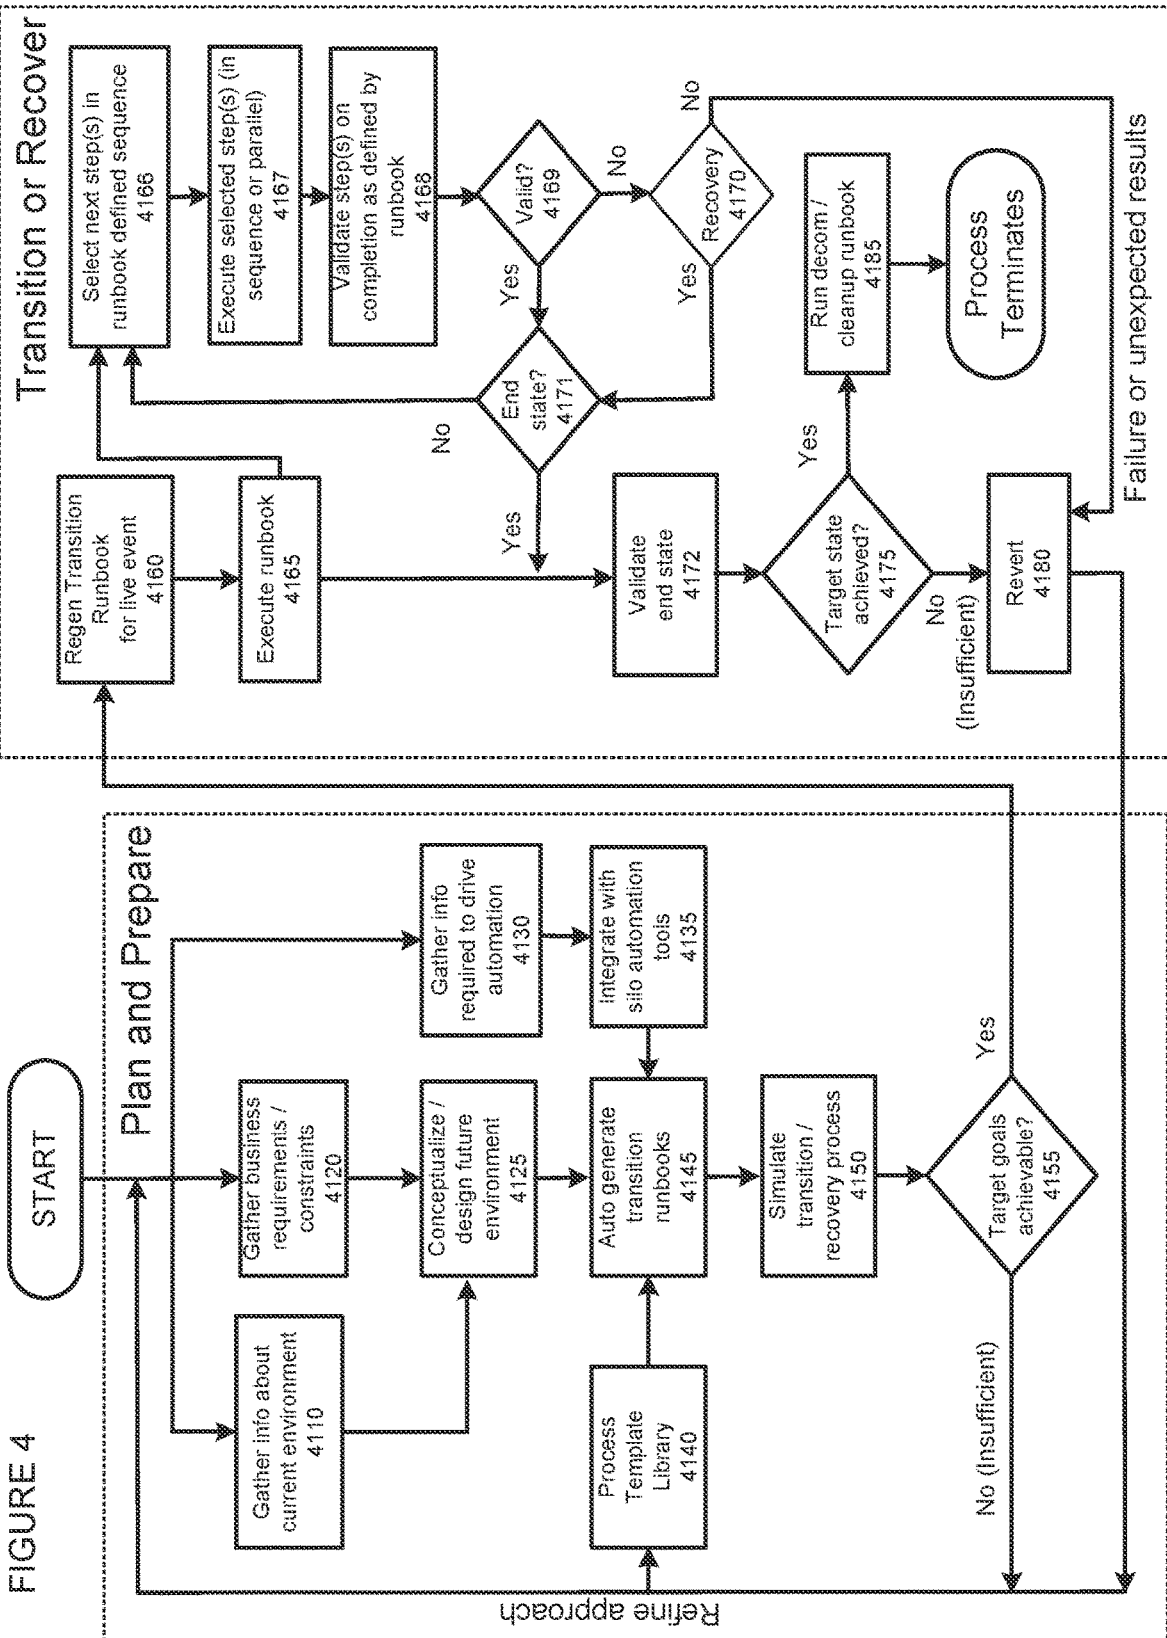 FIGURE 4
START
Plan and Prepare
Gather info about
current environment
4110
Gather business
requirements /
constraints
4120
Conceptualize /
design future
environment
4125
Gather info
required to drive
automation
4130
Integrate with
silo automation
tools
4135
Process
Template
Library
4140
Auto generate
transition
runbooks
4145
Simulate
transition /
recovery process
4150
Target goals
achievable?
4155
Yes
No (Insufficient)
Refine approach
Transition or Recover
Regen Transition
Runbook
for live event
4160
Execute runbook
4165
Select next step(s) in
runbook defined sequence
4166
Execute selected step(s) (in
sequence or parallel)
4167
Validate step(s) on
completion as defined by
runbook
4168
Valid?
4169
Yes
No
Recovery
4170
Yes
No
End
state?
4171
No
Yes
Validate
end state
4172
Target state
achieved?
4175
Yes
No
(Insufficient)
Revert
4180
Run decom /
cleanup runbook
4185
Process
Terminates
Failure or unexpected results